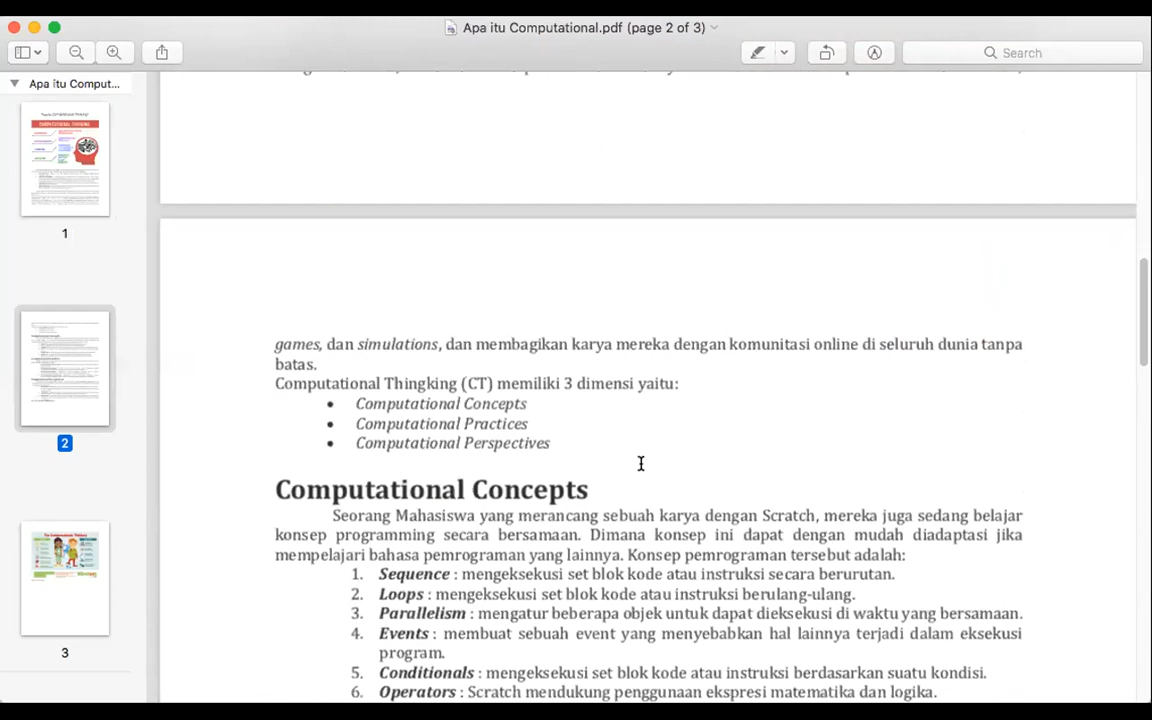 Apa itu Computational.pdf (page 2 of 3)
Search
Apa itu Comput...
1
2
3
games, dan simulations, dan membagikan karya mereka dengan komunitasi online di seluruh dunia tanpa
batas.
Computational Thingking (CT) memiliki 3 dimensi yaitu:
• Computational Concepts
• Computational Practices
• Computational Perspectives
Computational Concepts
Seorang Mahasiswa yang merancang sebuah karya dengan Scratch, mereka juga sedang belajar
konsep programming secara bersamaan. Dimana konsep ini dapat dengan mudah diadaptasi jika
mempelajari bahasa pemrograman yang lainnya. Konsep pemrograman tersebut adalah:
1. Sequence : mengeksekusi set blok kode atau instruksi secara berurutan.
2. Loops : mengeksekusi set blok kode atau instruksi berulang-ulang.
3. Parallelism : mengatur beberapa objek untuk dapat dieksekusi di waktu yang bersamaan.
4. Events : membuat sebuah event yang menyebabkan hal lainnya terjadi dalam eksekusi
program.
5. Conditionals : mengeksekusi set blok kode atau instruksi berdasarkan suatu kondisi.
6. Operators : Scratch mendukung penggunaan ekspresi matematika dan logika.